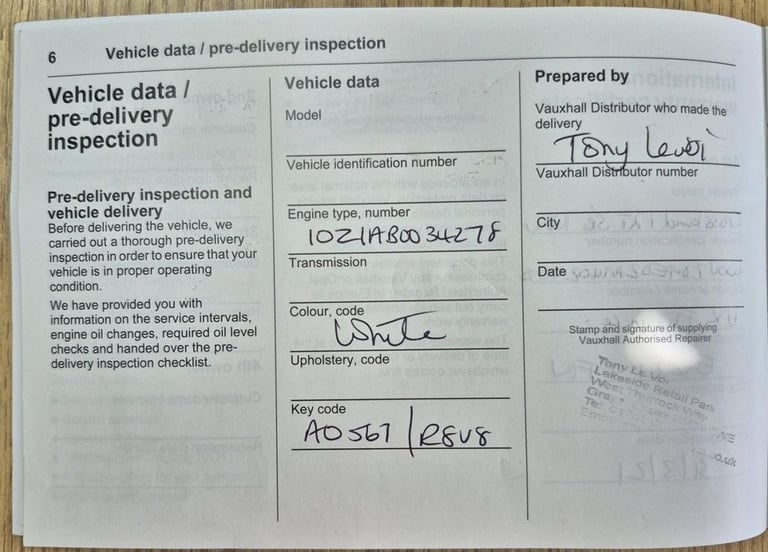 6 Vehicle data / pre-delivery inspection
Vehicle data /
pre-delivery
inspection
Pre-delivery inspection and
vehicle delivery
Before delivering the vehicle, we
carried out a thorough pre-delivery
inspection in order to ensure that your
vehicle is in proper operating
condition.
We have provided you with
information on the service intervals,
engine oil changes, required oil level
checks and handed over the pre-
delivery inspection checklist.
Vehicle data
Model
Vehicle identification number
Engine type, number
10Z1AB0034278
Transmission
Colour, code
White
Upholstery, code
Key code
A0567/R8V8
Prepared by
Vauxhall Distributor who made the
delivery
Tony Levoi
Vauxhall Distributor number
City
Date
Stamp and signature of supplying
Vauxhall Authorised Repairer
Tony Le Voi
Lakeside Retail Park
West Thurrock Way